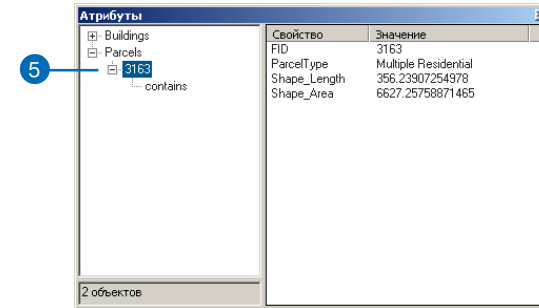 Атрибуты
Buildings
Parcels
5
3163
contains
2 объектов
Свойство Значение
FID 3163
ParcelType Multiple Residential
Shape_Length 356.23907254978
Shape_Area 6627.25758871465